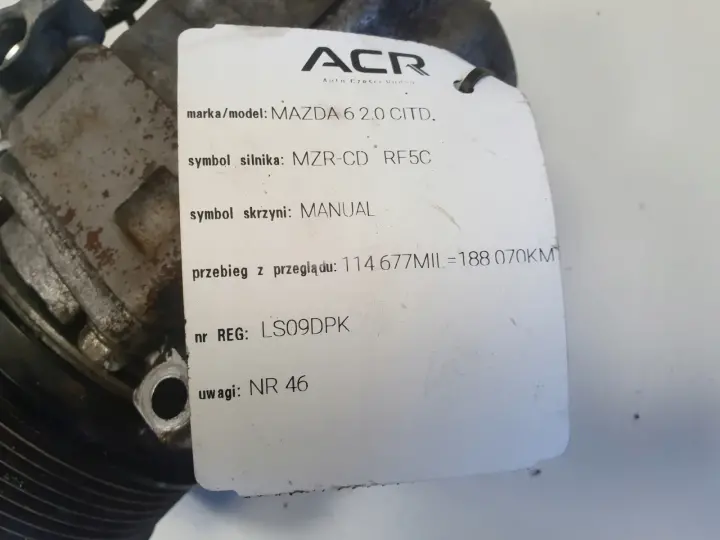 ACR
marka/model: MAZDA 6 2.0 CITD.
symbol silnika: MZR-CD RF5C
symbol skrzyni: MANUAL
przebieg z przeglądu: 114 677MIL=188 070KM
nr REG: LS09DPK
uwagi: NR 46